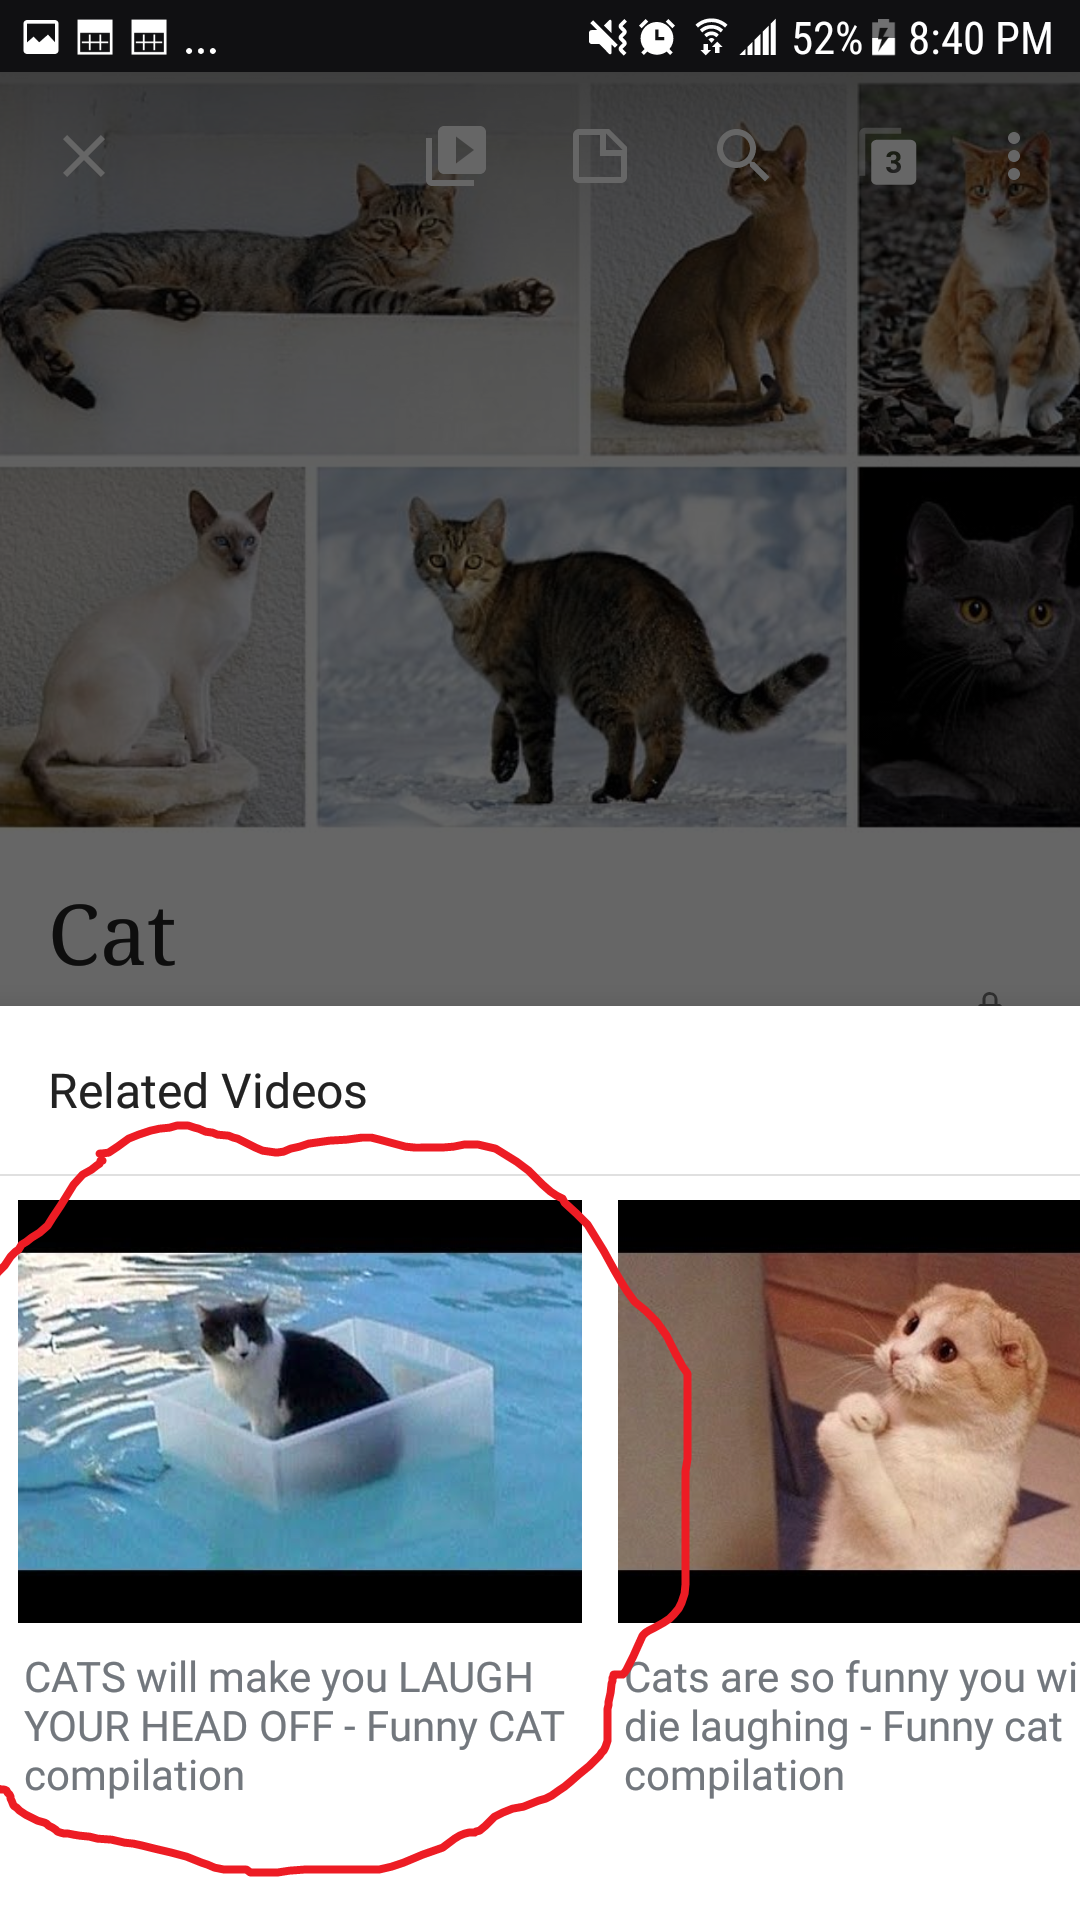 ... 52% 8:40 PM
3
Cat
Related Videos
CATS will make you LAUGH
YOUR HEAD OFF - Funny CAT
compilation
Cats are so funny you wi
die laughing - Funny cat
compilation